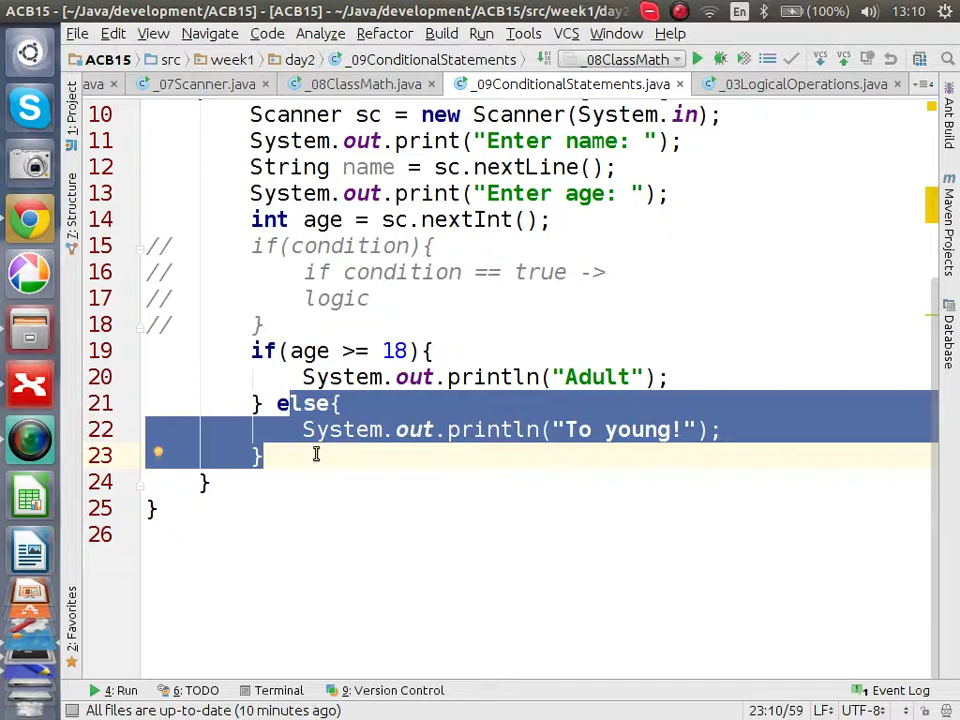 ACB15 - [~/Java/development/ACB15] - [ACB15] - ~/Java/development/ACB15/src/week1/day2
En
(100%)
13:10
File Edit View Navigate Code Analyze Refactor Build Run Tools VCS Window Help
ACB15 src week1 day2 _09ConditionalStatements _08ClassMath
ava _07Scanner.java _08ClassMath.java _09ConditionalStatements.java _03LogicalOperations.java
1: Project
7: Structure
2: Favorites
Ant Build
Maven Projects
Database
10 Scanner sc = new Scanner(System.in);
11 System.out.print("Enter name: ");
12 String name = sc.nextLine();
13 System.out.print("Enter age: ");
14 int age = sc.nextInt();
15 // if(condition){
16 // if condition == true ->
17 // logic
18 // }
19 if(age >= 18){
20 System.out.println("Adult");
21 } else{
22 System.out.println("To young!");
23 }
24 }
25 }
26
4: Run 6: TODO Terminal 9: Version Control Event Log
All files are up-to-date (10 minutes ago) 23:10/59 LF UTF-8